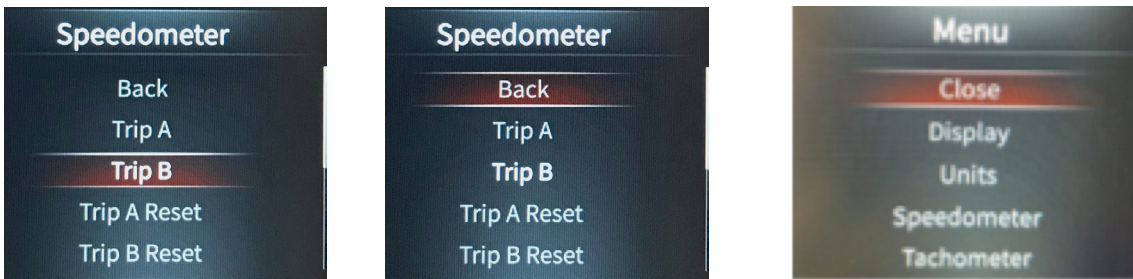 Speedometer
Back
Trip A
Trip B
Trip A Reset
Trip B Reset
Speedometer
Back
Trip A
Trip B
Trip A Reset
Trip B Reset
Menu
Close
Display
Units
Speedometer
Tachometer